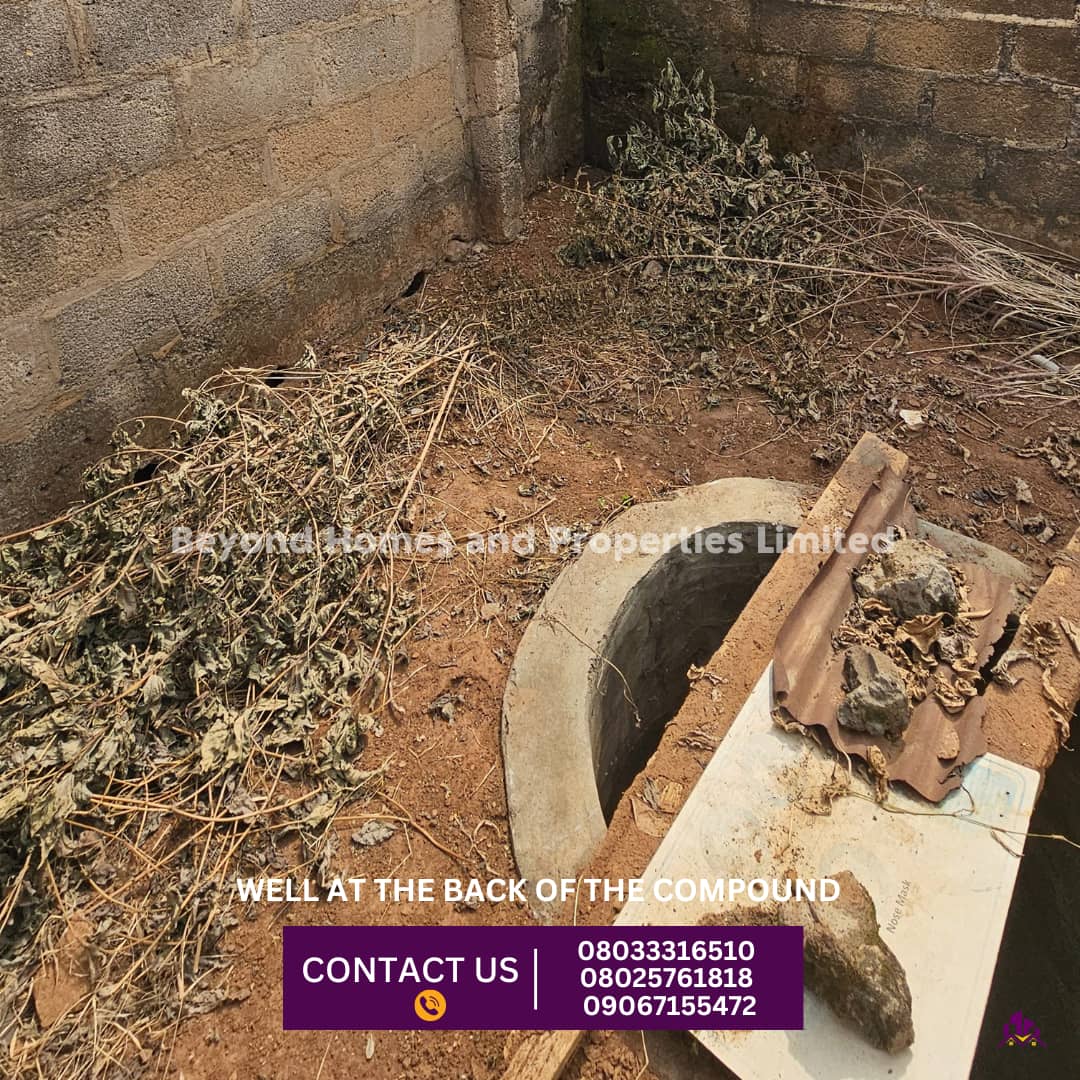 Beyond Homes and Properties Limited
WELL AT THE BACK OF THE COMPOUND
Nose Mask
CONTACT US
08033316510
08025761818
09067155472